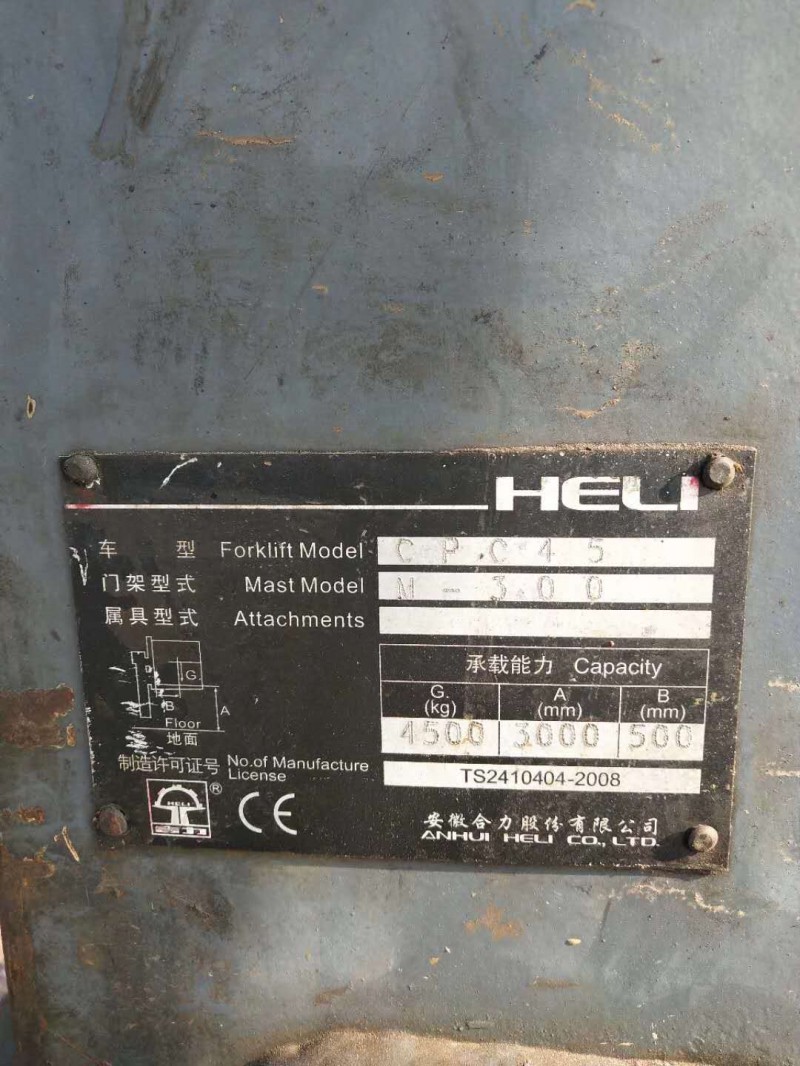 HELI
车 型 Forklift Model CPC45
门架型式 Mast Model M-300
属具型式 Attachments
承载能力 Capacity
G. (kg) A (mm) B (mm)
4500 3000 500
G
B
A
Floor
地面
制造许可证号 No.of Manufacture License TS2410404-2008
HELI
合力
®
CE
安徽合力股份有限公司
ANHUI HELI CO., LTD.